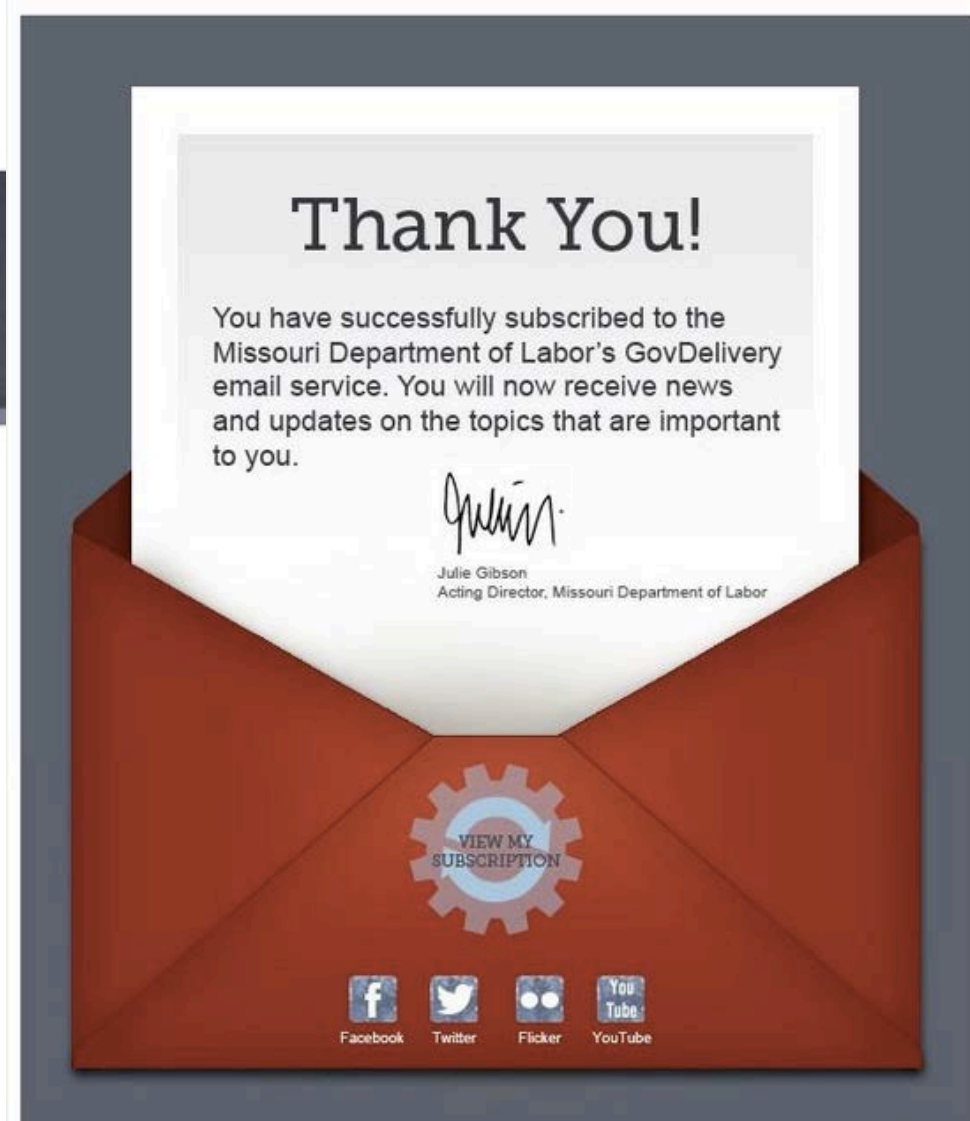 Thank You!
You have successfully subscribed to the
Missouri Department of Labor's GovDelivery
email service. You will now receive news
and updates on the topics that are important
to you.
Julie Gibson
Acting Director, Missouri Department of Labor
VIEW MY
SUBSCRIPTION
Facebook Twitter Flicker YouTube
You
Tube